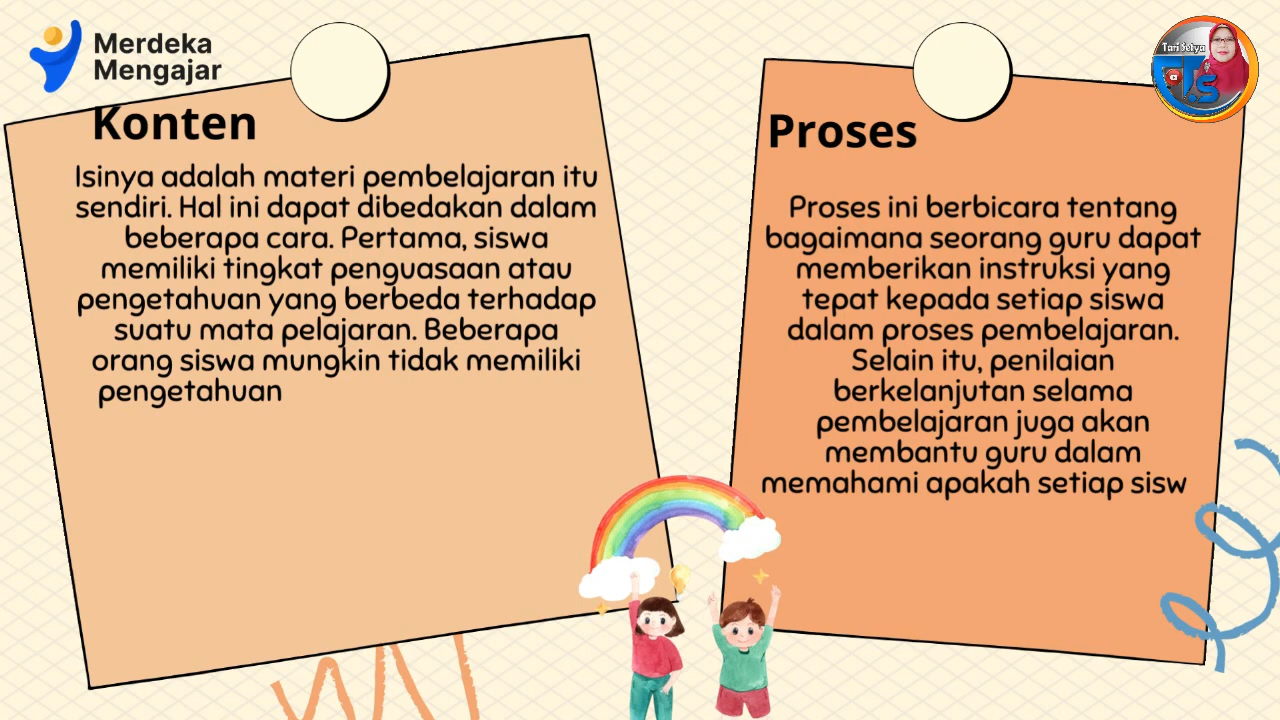 Merdeka
Mengajar
Konten
Isinya adalah materi pembelajaran itu
sendiri. Hal ini dapat dibedakan dalam
beberapa cara. Pertama, siswa
memiliki tingkat penguasaan atau
pengetahuan yang berbeda terhadap
suatu mata pelajaran. Beberapa
orang siswa mungkin tidak memiliki
pengetahuan
Tari Setya
T.S
Proses
Proses ini berbicara tentang
bagaimana seorang guru dapat
memberikan instruksi yang
tepat kepada setiap siswa
dalam proses pembelajaran.
Selain itu, penilaian
berkelanjutan selama
pembelajaran juga akan
membantu guru dalam
memahami apakah setiap sisw